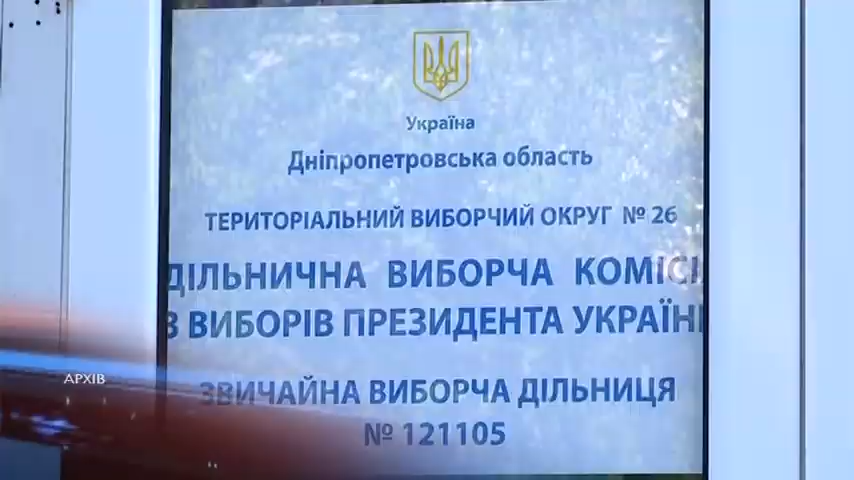 Україна
Дніпропетровська область
ТЕРИТОРІАЛЬНИЙ ВИБОРЧИЙ ОКРУГ № 26
ДІЛЬНИЧНА ВИБОРЧА КОМІСІ
З ВИБОРІВ ПРЕЗИДЕНТА УКРАЇН
ЗВИЧАЙНА ВИБОРЧА ДІЛЬНИЦЯ
№ 121105
АРХІВ